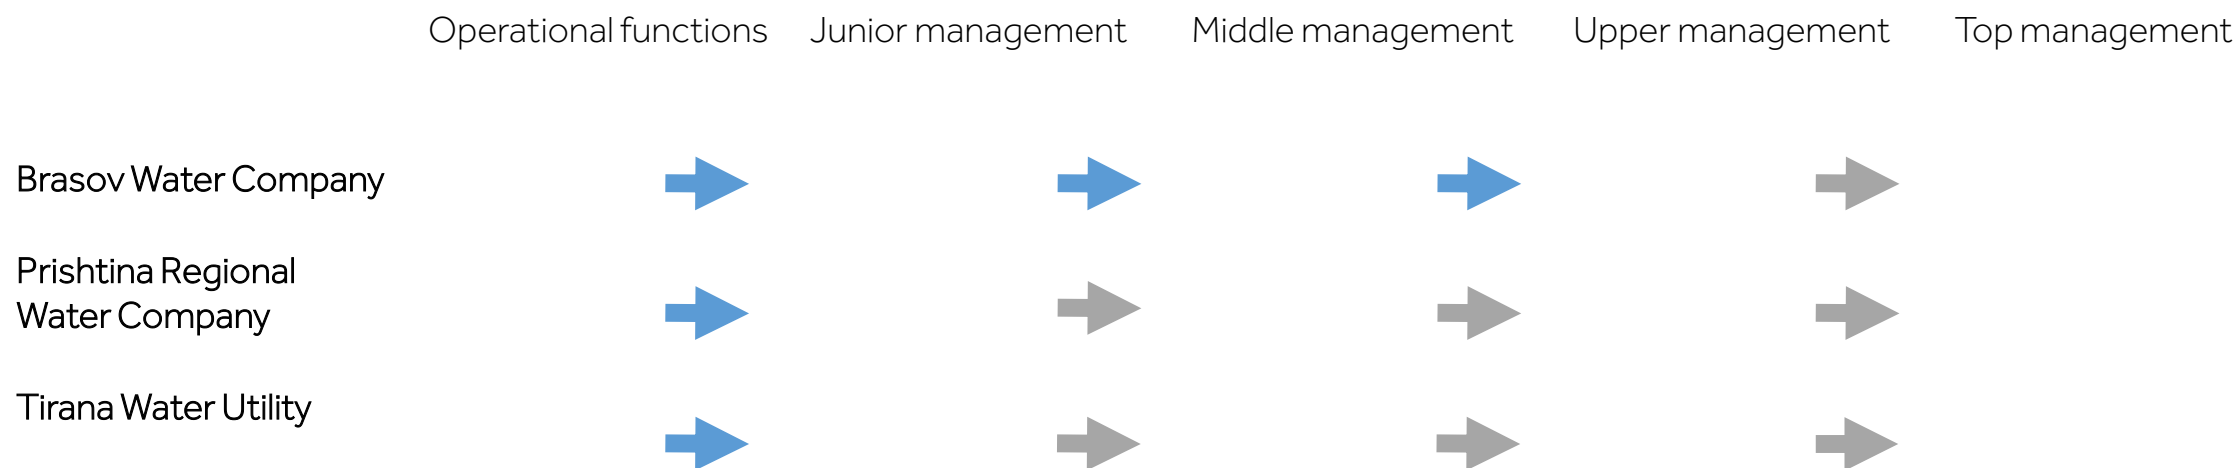 Operational functions Junior management Middle management Upper management Top management
Brasov Water Company
Prishtina Regional
Water Company
Tirana Water Utility